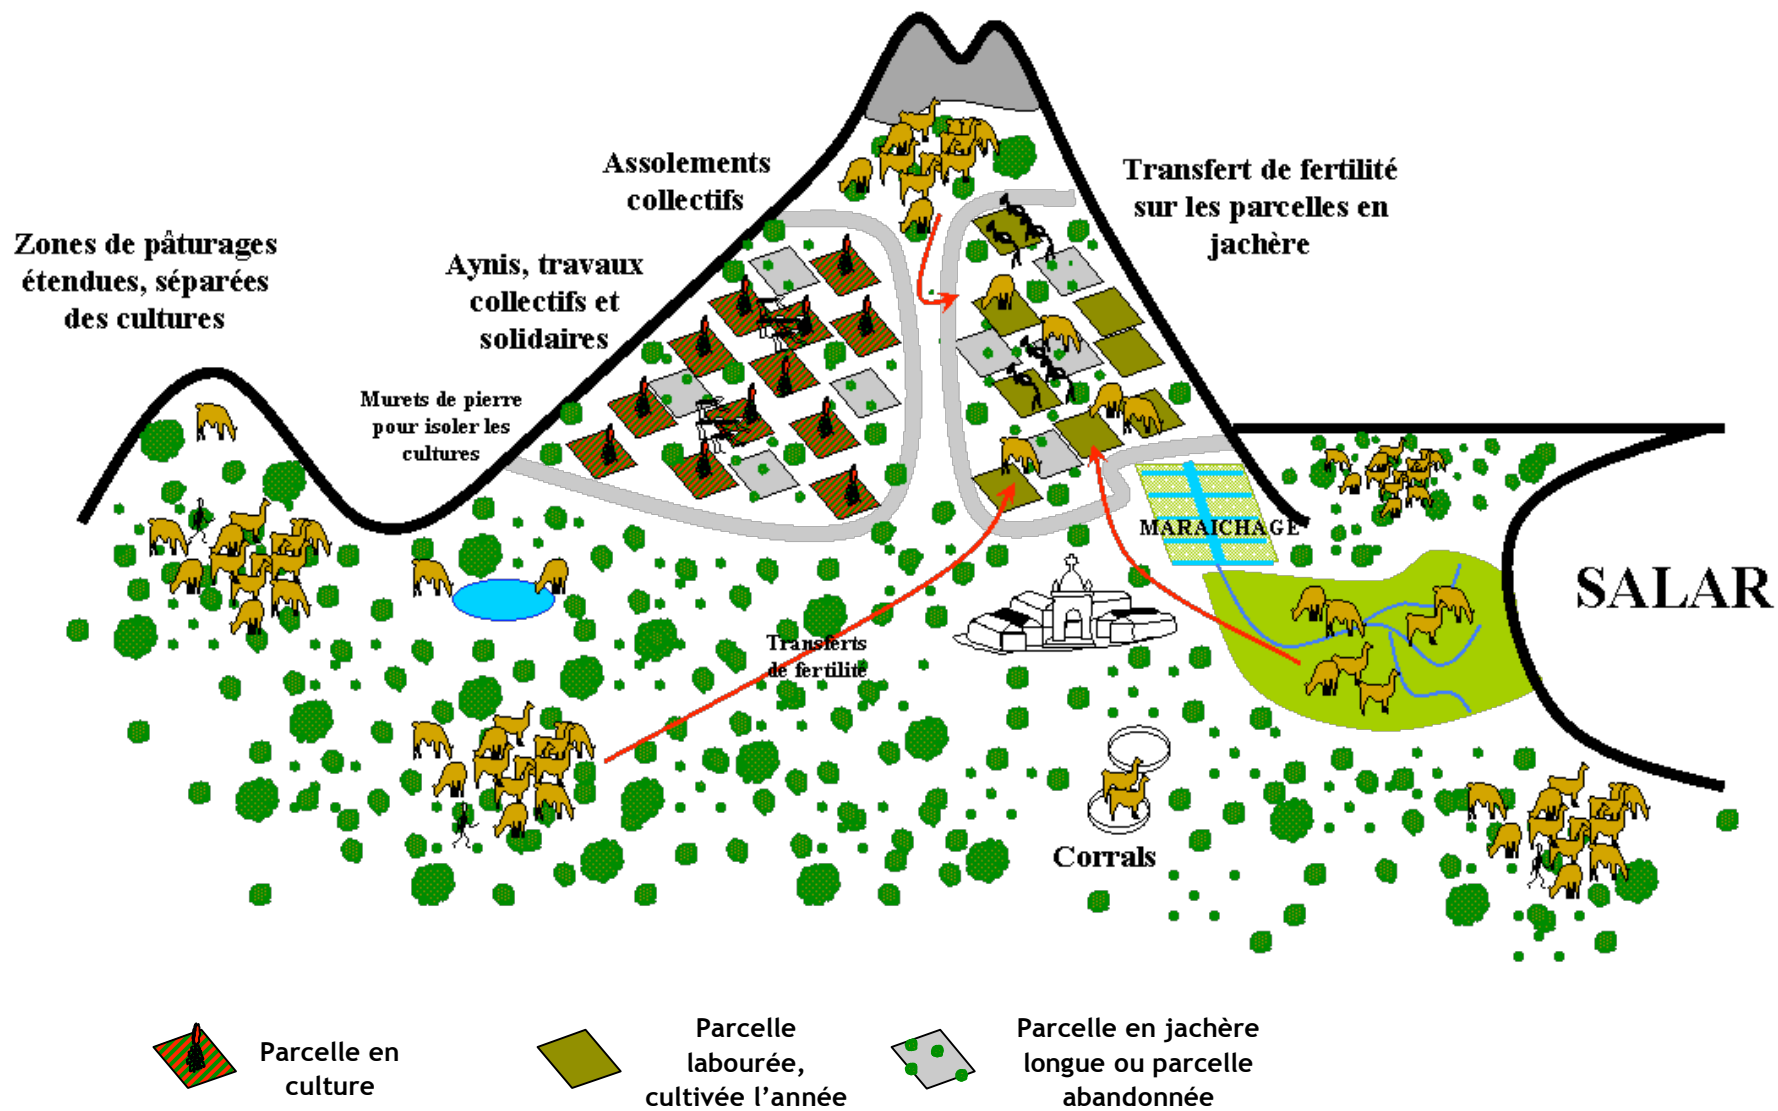 Assolements
collectifs
Transfert de fertilité
sur les parcelles en
jachère
Zones de pâturages
étendues, séparées
des cultures
Aynis, travaux
collectifs et
solidaires
Murets de pierre
pour isoler les
cultures
MARAICHAGE
SALAR
Transferts
de fertilité
Corrals
Parcelle en
culture
Parcelle
labourée,
cultivée l’année
Parcelle en jachère
longue ou parcelle
abandonnée